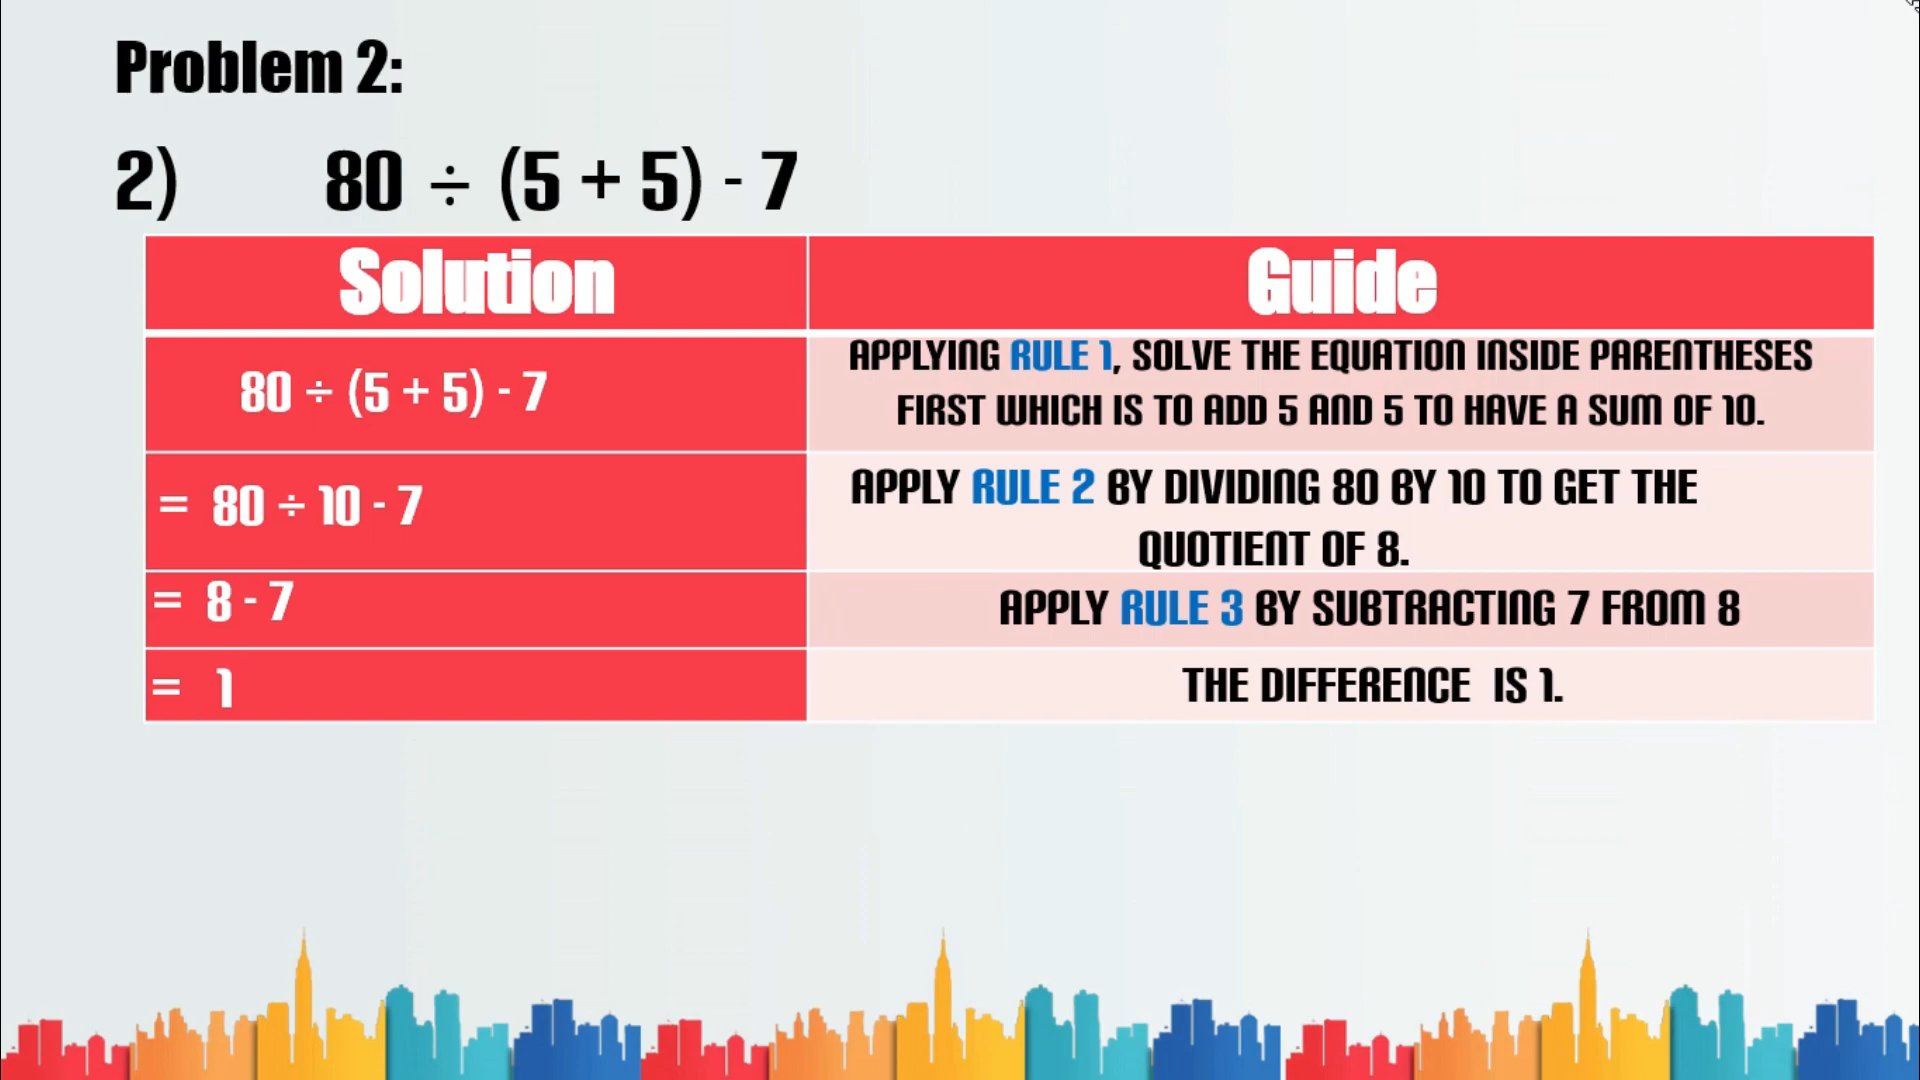 Problem 2:
2) 80 ÷ (5 + 5) - 7
Solution
Guide
80 ÷ (5 + 5) - 7
APPLYING RULE 1, SOLVE THE EQUATION INSIDE PARENTHESES
FIRST WHICH IS TO ADD 5 AND 5 TO HAVE A SUM OF 10.
= 80 ÷ 10 - 7
APPLY RULE 2 BY DIVIDING 80 BY 10 TO GET THE
QUOTIENT OF 8.
= 8 - 7
APPLY RULE 3 BY SUBTRACTING 7 FROM 8
= 1
THE DIFFERENCE IS 1.